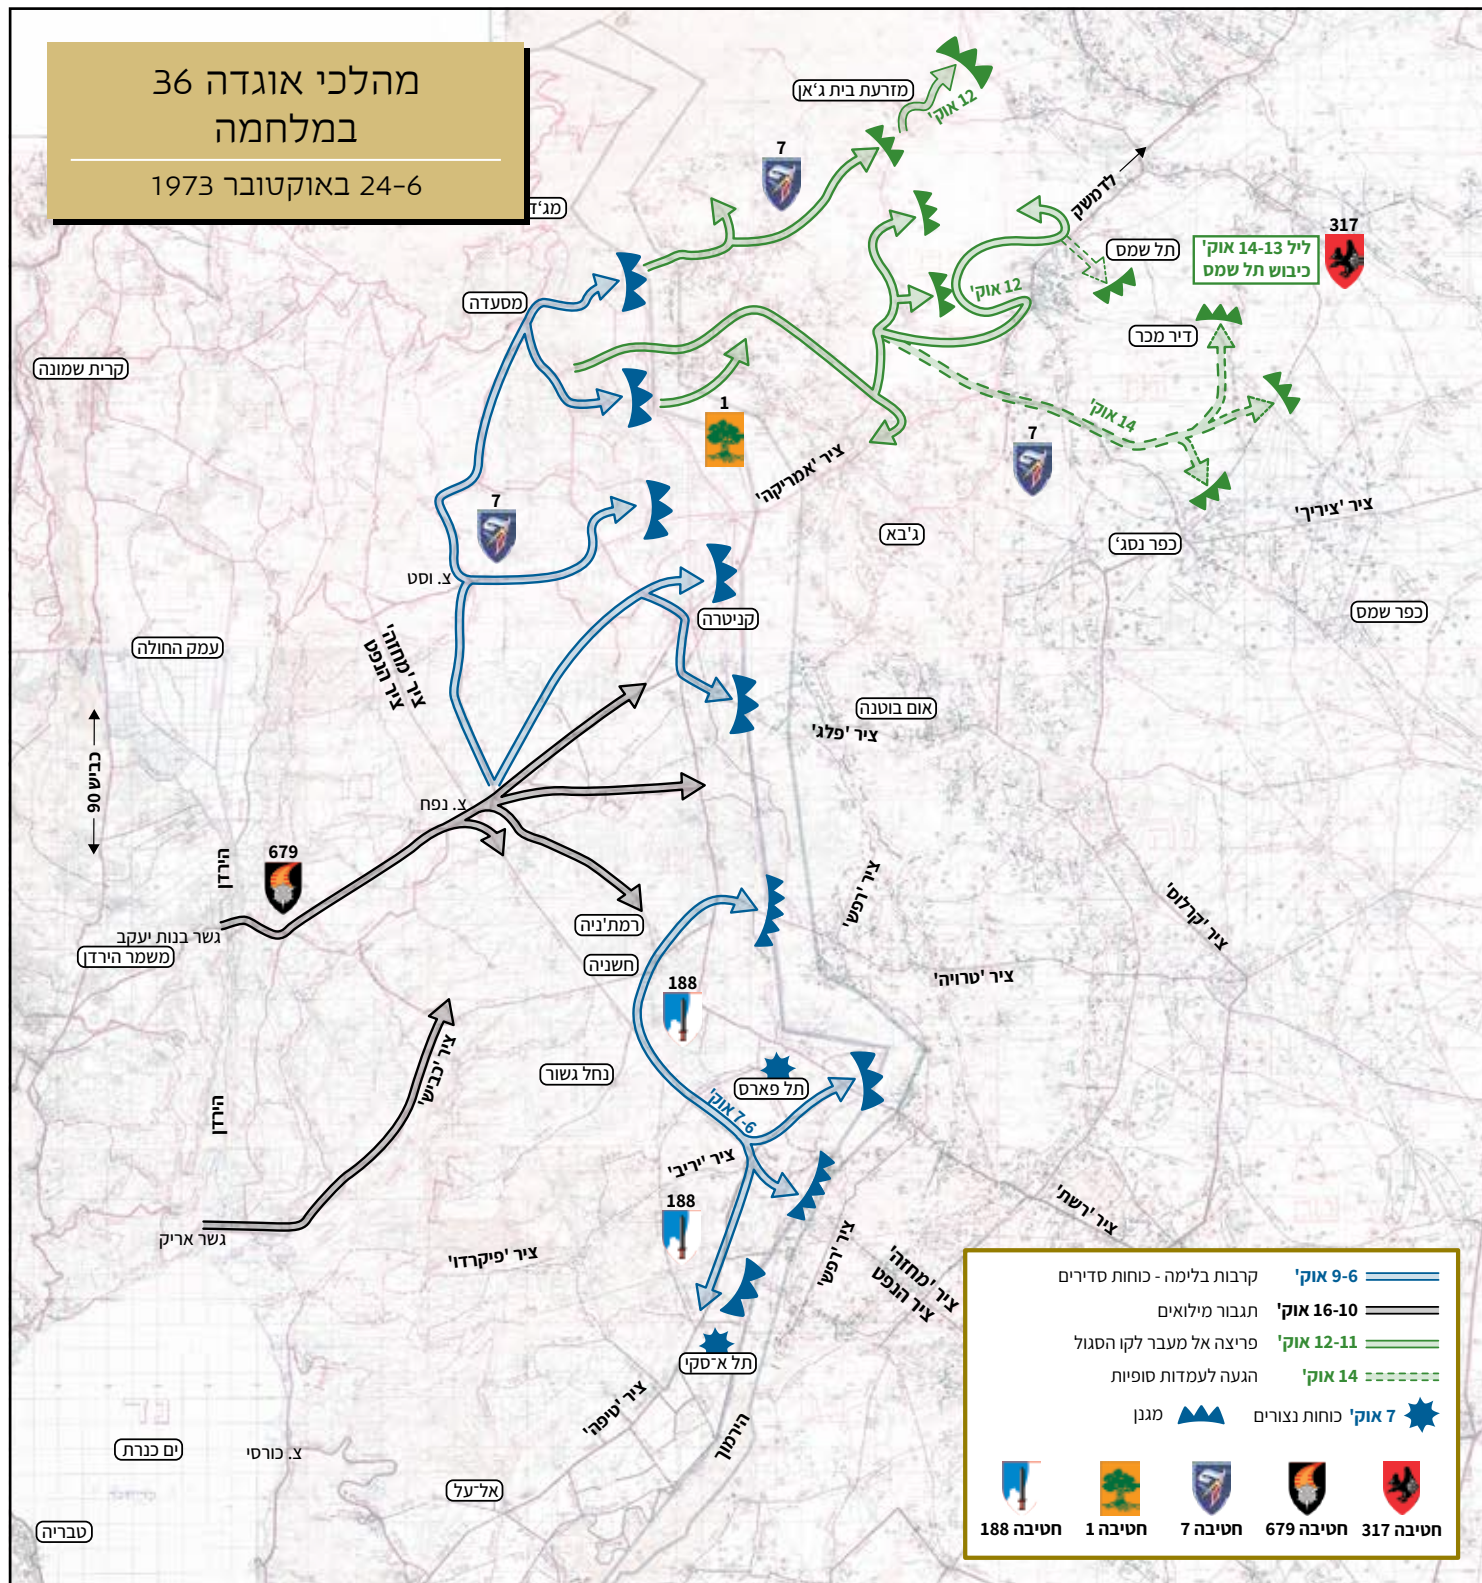 מהלכי אוגדה 36
במלחמה
24-6 באוקטובר 1973
מזרעת בית ג'אן
12 אוק'
7
מג'ד
לדמשק
317
ליל 14-13 אוק'
כיבוש תל שמס
תל שמס
מסעדה
12 אוק'
דיר מכר
קרית שמונה
1
14 אוק'
7
ציר 'אמריקה'
7
ציר 'ציריך'
ג'בא
כפר נסג'
צ. וסט
קניטרה
כפר שמס
עמק החולה
ציר 'מחזה'
ציר הנפט
אום בוטנה
ציר 'פלג'
כביש 90
צ. נפח
הירדן
679
ציר 'רפש'
ציר 'קרלוס'
רמת'ניה
גשר בנות יעקב
משמר הירדן
חשניה
ציר 'טרויה'
188
ציר 'כביש'
נחל גשור
תל פארס
הירדן
7-6 אוק'
ציר 'יריב'
188
ציר 'רשת'
גשר אריק
ציר 'פיקרדו'
ציר 'רפש'
ציר 'מחזה'
ציר הנפט
תל א־סקי
ציר 'טיפה'
הירמוך
ים כנרת
צ. כורסי
אל־על
טבריה
9-6 אוק' קרבות בלימה - כוחות סדירים
16-10 אוק' תגבור מילואים
12-11 אוק' פריצה אל מעבר לקו הסגול
14 אוק' הגעה לעמדות סופיות
7 אוק' כוחות נצורים מגנן
חטיבה 317 חטיבה 679 חטיבה 7 חטיבה 1 חטיבה 188